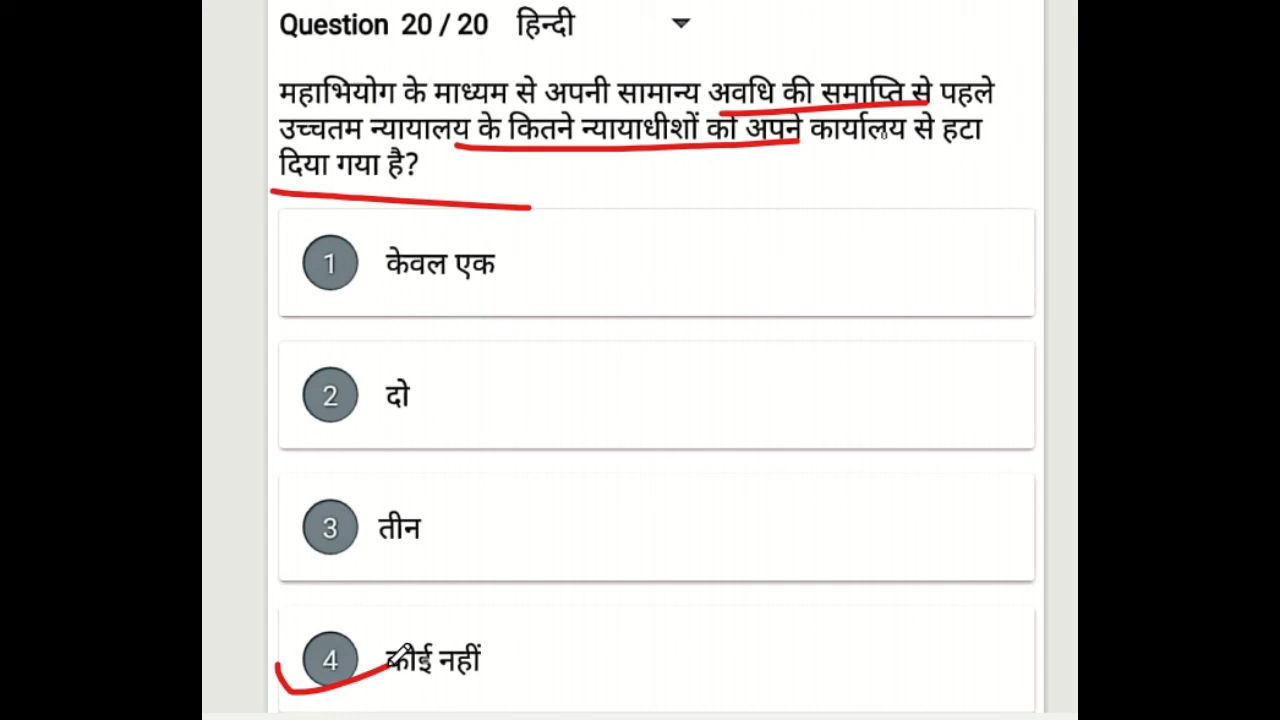 Question 20 / 20 हिन्दी
महाभियोग के माध्यम से अपनी सामान्य अवधि की समाप्ति से पहले
उच्चतम न्यायालय के कितने न्यायाधीशों को अपने कार्यालय से हटा
दिया गया है?
1 केवल एक
2 दो
3 तीन
4 कोई नहीं